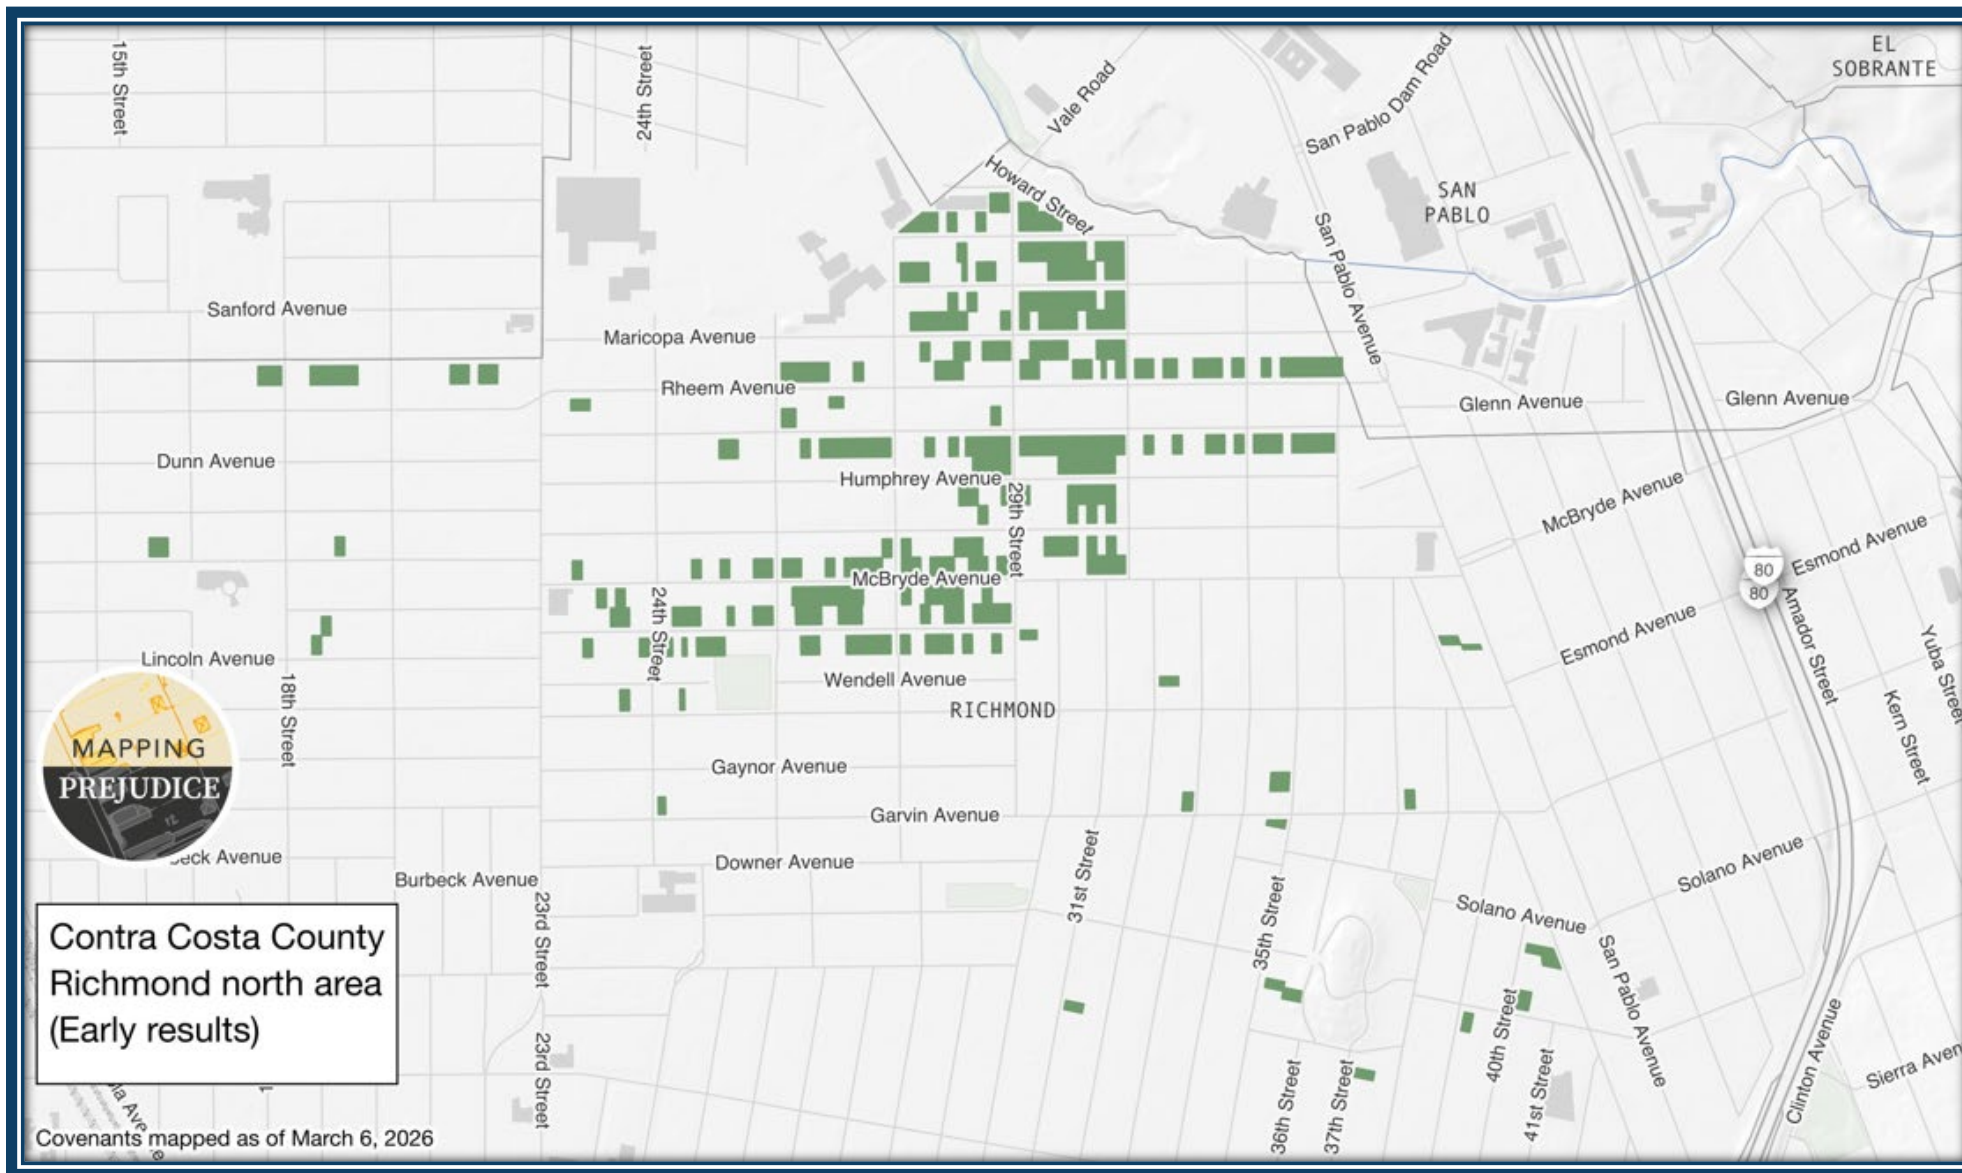 15th Street
24th Street
Vale Road
San Pablo Dam Road
EL
SOBRANTE
Howard Street
SAN
PABLO
San Pablo Avenue
Sanford Avenue
Maricopa Avenue
Rheem Avenue
Glenn Avenue
Glenn Avenue
Dunn Avenue
Humphrey Avenue
29th Street
McBryde Avenue
Esmond Avenue
80
80
McBryde Avenue
24th Street
Amador Street
Esmond Avenue
Yuba Street
Lincoln Avenue
18th Street
Wendell Avenue
RICHMOND
Kern Street
MAPPING
PREJUDICE
Gaynor Avenue
Garvin Avenue
eck Avenue
Downer Avenue
Burbeck Avenue
31st Street
35th Street
Solano Avenue
Solano Avenue
23rd Street
San Pablo Avenue
Contra Costa County
Richmond north area
(Early results)
40th Street
23rd Street
36th Street
37th Street
41st Street
Clinton Avenue
Sierra Aven
Covenants mapped as of March 6, 2026